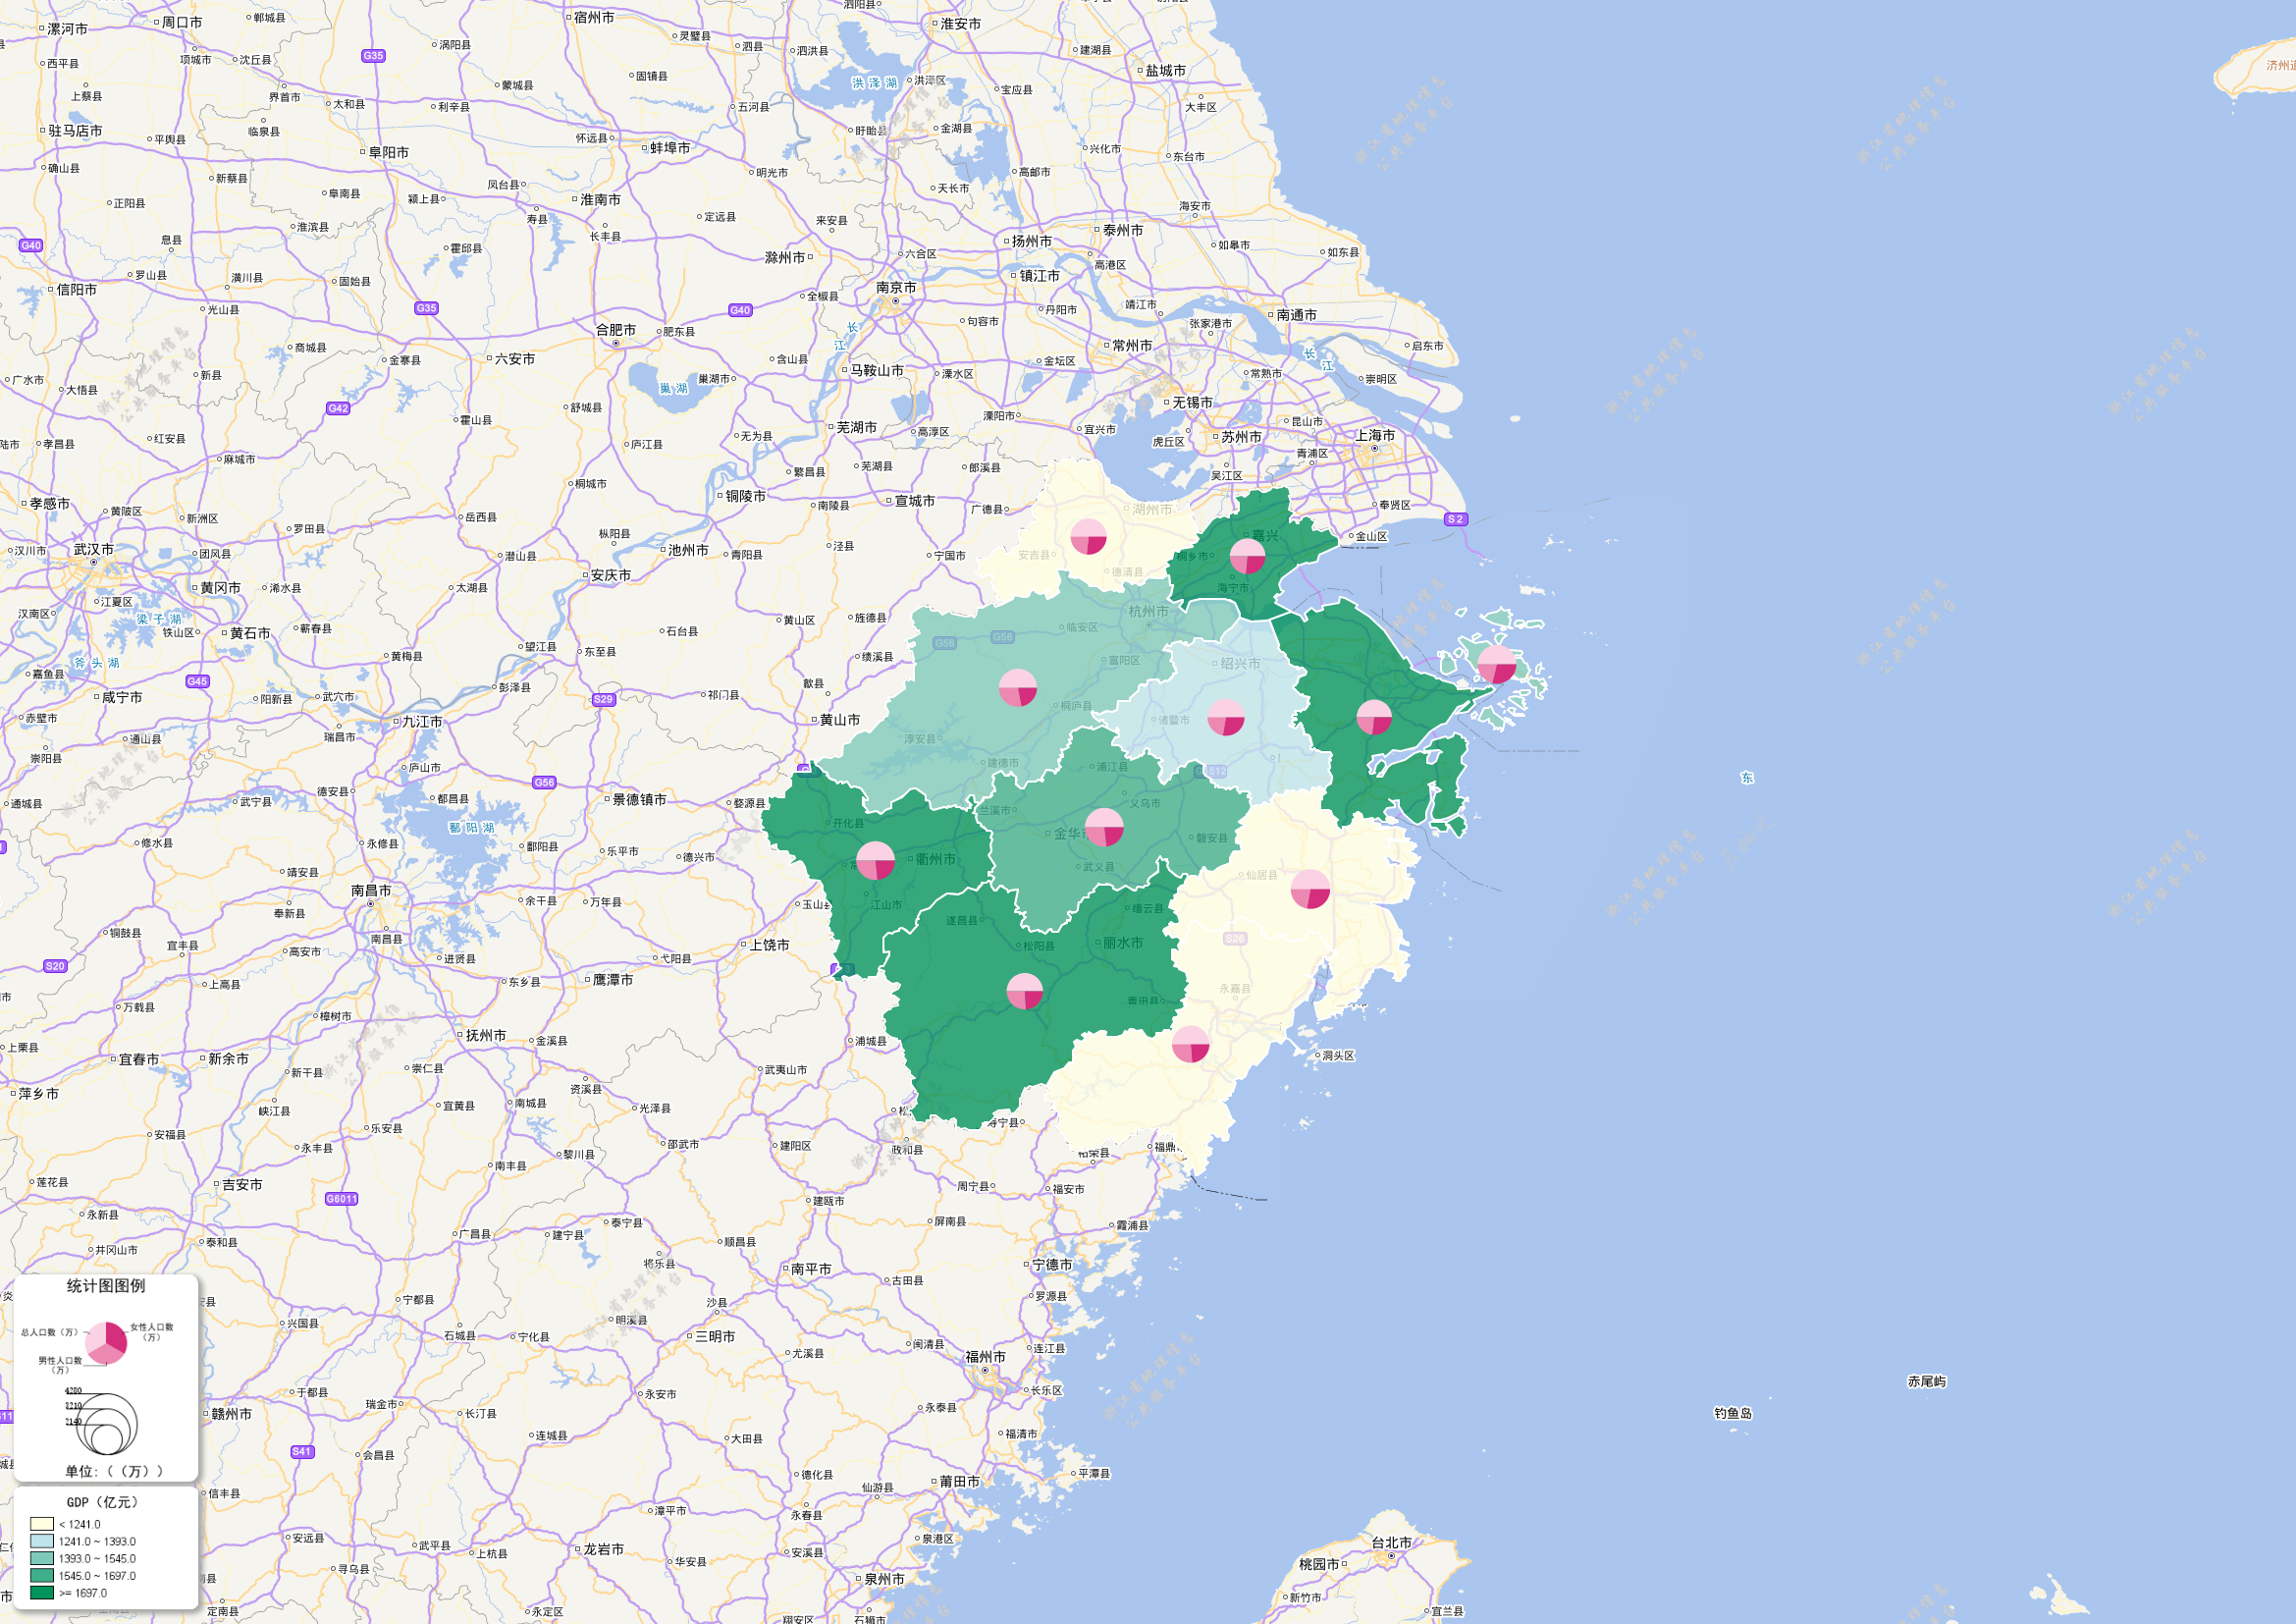 漯河市
周口市
郸城县
宿州市
灵璧县
泗县
泗洪县
泗阳县
淮安市
建湖县
盐城市
西平县
项城市
沈丘县
G35
涡阳县
固镇县
洪泽湖
洪泽区
宝应县
大丰区
上蔡县
界首市
太和县
利辛县
蒙城县
五河县
驻马店市
平舆县
临泉县
阜阳市
怀远县
蚌埠市
盱眙县
金湖县
兴化市
东台市
确山县
新蔡县
阜南县
颍上县
凤台县
淮南市
明光市
天长市
高邮市
正阳县
淮滨县
寿县
长丰县
定远县
来安县
海安市
息县
霍邱县
滁州市
六合区
扬州市
泰州市
如皋市
如东县
G40
罗山县
潢川县
固始县
南京市
镇江市
高港区
信阳市
光山县
G35
合肥市
肥东县
G40
全椒县
长江
句容市
丹阳市
靖江市
张家港市
南通市
商城县
金寨县
六安市
含山县
常州市
启东市
广水市
大悟县
新县
巢湖
巢湖市
马鞍山市
溧水区
金坛区
常熟市
长江
崇明区
G42
霍山县
舒城县
溧阳市
无锡市
孝昌县
红安县
庐江县
无为县
芜湖市
高淳区
宜兴市
虎丘区
苏州市
昆山市
上海市
麻城市
桐城市
繁昌县
芜湖县
郎溪县
吴江区
青浦区
孝感市
黄陂区
新洲区
罗田县
岳西县
铜陵市
南陵县
宣城市
广德县
湖州市
奉贤区
S2
汉川市
武汉市
团风县
潜山县
枞阳县
池州市
青阳县
泾县
宁国市
安吉县
德清县
嘉兴
桐乡市
海宁市
金山区
黄冈市
浠水县
太湖县
安庆市
汉南区
江夏区
梁子湖
铁山区
黄石市
蕲春县
望江县
东至县
石台县
黄山区
旌德县
G56
G56
临安区
杭州市
斧头湖
嘉鱼县
黄梅县
绩溪县
富阳区
绍兴市
咸宁市
G45
阳新县
武穴市
彭泽县
S29
祁门县
歙县
桐庐县
诸暨市
赤壁市
崇阳县
通山县
瑞昌市
九江市
黄山市
淳安县
建德市
浦江县
庐山市
G56
通城县
武宁县
德安县
都昌县
景德镇市
婺源县
兰溪市
义乌市
东
修水县
永修县
鄱阳湖
鄱阳县
乐平市
德兴市
开化县
衢州市
金华市
磐安县
武义县
靖安县
南昌市
奉新县
余干县
万年县
玉山县
江山市
遂昌县
缙云县
仙居县
铜鼓县
宜丰县
高安市
南昌县
进贤县
上饶市
松阳县
丽水市
S26
S20
上高县
东乡区
鹰潭市
弋阳县
永嘉县
万载县
樟树市
上栗县
宜春市
新余市
抚州市
金溪县
浦城县
洞头区
新干县
崇仁县
资溪县
武夷山市
萍乡市
峡江县
宜黄县
南城县
光泽县
寿宁县
安福县
乐安县
永丰县
邵武市
建阳区
政和县
柘荣县
南丰县
黎川县
莲花县
吉安市
G6011
周宁县
福安市
永新县
泰和县
广昌县
建宁县
泰宁县
顺昌县
建瓯市
屏南县
霞浦县
井冈山市
将乐县
南平市
古田县
宁德市
罗源县
宁都县
兴国县
石城县
宁化县
明溪县
沙县
三明市
尤溪县
闽清县
连江县
福州市
赤尾屿
于都县
瑞金市
永安市
长乐区
赣州市
长汀县
永泰县
福清市
钓鱼岛
S41
会昌县
连城县
大田县
德化县
仙游县
莆田市
平潭县
信丰县
漳平市
永春县
安远县
武平县
上杭县
龙岩市
华安县
安溪县
泉港区
台北市
寻乌县
泉州市
桃园市
新竹市
定南县
永定区
翔安区
石狮市
宜兰县
统计图图例
总人口数（万）
女性人口数（万）
男性人口数（万）
4280
3210
2140
单位:（（万））
GDP（亿元）
< 1241.0
1241.0 ~ 1393.0
1393.0 ~ 1545.0
1545.0 ~ 1697.0
>= 1697.0
浙江省地理信息
公共服务平台